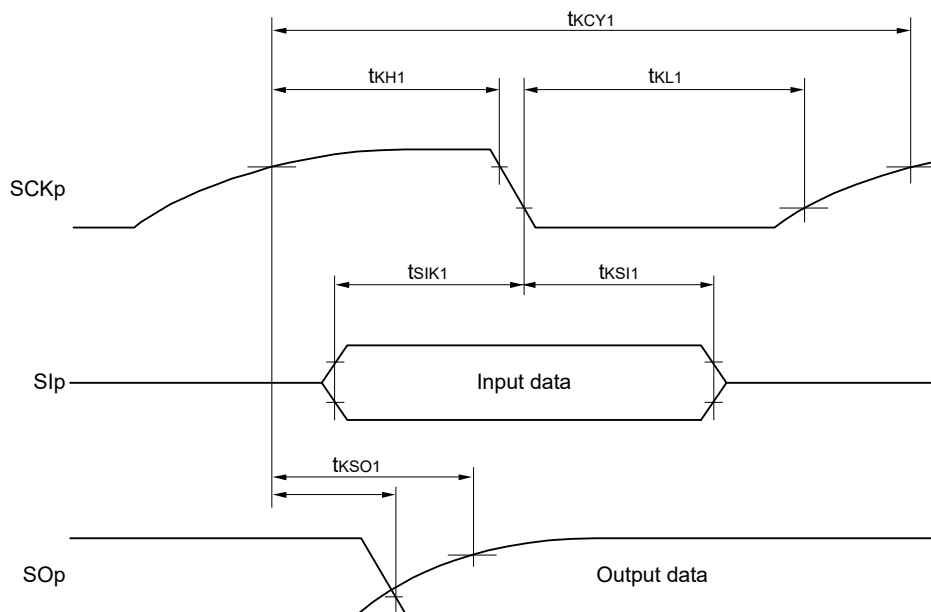 tKCY1
tKH1
tKL1
SCKp
tSIK1
tKSI1
SIp
Input data
tKSO1
SOp
Output data